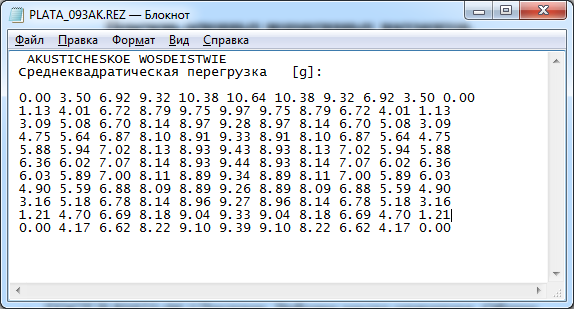 PLATA_093AK.REZ — Блокнот
Файл Правка Формат Вид Справка
AKUSTICHESKOE WOSDEISTWIE
Среднеквадратическая перегрузка [g]:
0.00 3.50 6.92 9.32 10.38 10.64 10.38 9.32 6.92 3.50 0.00
1.13 4.01 6.72 8.79 9.75 9.97 9.75 8.79 6.72 4.01 1.13
3.09 5.08 6.70 8.14 8.97 9.28 8.97 8.14 6.70 5.08 3.09
4.75 5.64 6.87 8.10 8.91 9.33 8.91 8.10 6.87 5.64 4.75
5.88 5.94 7.02 8.13 8.93 9.43 8.93 8.13 7.02 5.94 5.88
6.36 6.02 7.07 8.14 8.93 9.44 8.93 8.14 7.07 6.02 6.36
6.03 5.89 7.00 8.11 8.89 9.34 8.89 8.11 7.00 5.89 6.03
4.90 5.59 6.88 8.09 8.89 9.26 8.89 8.09 6.88 5.59 4.90
3.16 5.18 6.78 8.14 8.96 9.27 8.96 8.14 6.78 5.18 3.16
1.21 4.70 6.69 8.18 9.04 9.33 9.04 8.18 6.69 4.70 1.21
0.00 4.17 6.62 8.22 9.10 9.39 9.10 8.22 6.62 4.17 0.00